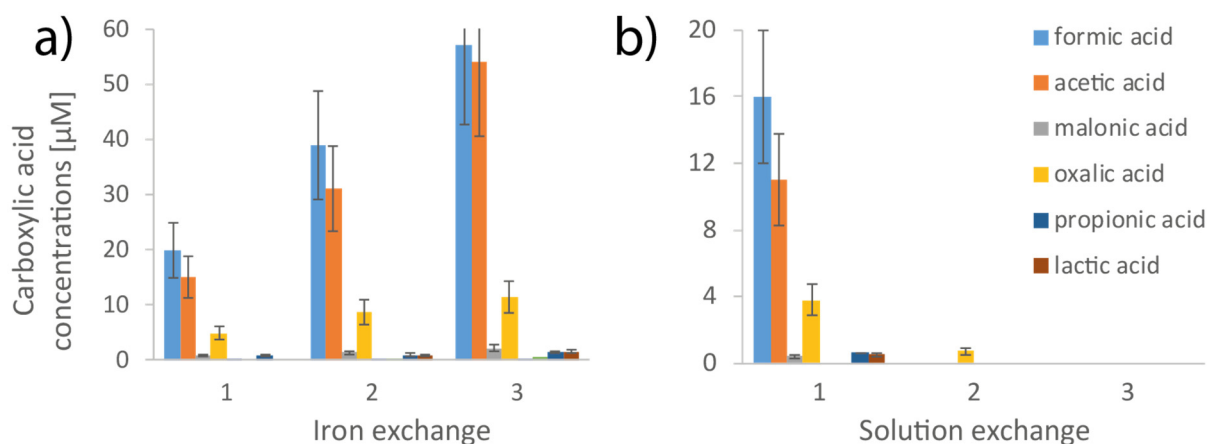 a)
Carboxylic acid
concentrations [µM]
60
50
40
30
20
10
0
1 2 3
Iron exchange
b)
20
16
12
8
4
0
1 2 3
Solution exchange
formic acid
acetic acid
malonic acid
oxalic acid
propionic acid
lactic acid